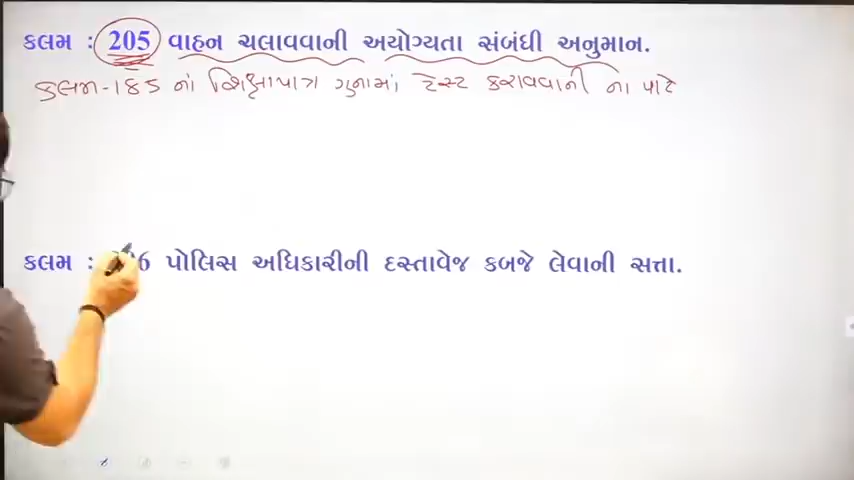 કલમ : 205 વાહન ચલાવવાની અયોગ્યતા સંબંધી અનુમાન.
કલમ-185 નાં શિક્ષાપાત્ર ગુનામાં ટેસ્ટ કરાવવાની ના પાટે
કલમ : પોલિસ અધિકારીની દસ્તાવેજ કબજે લેવાની સત્તા.